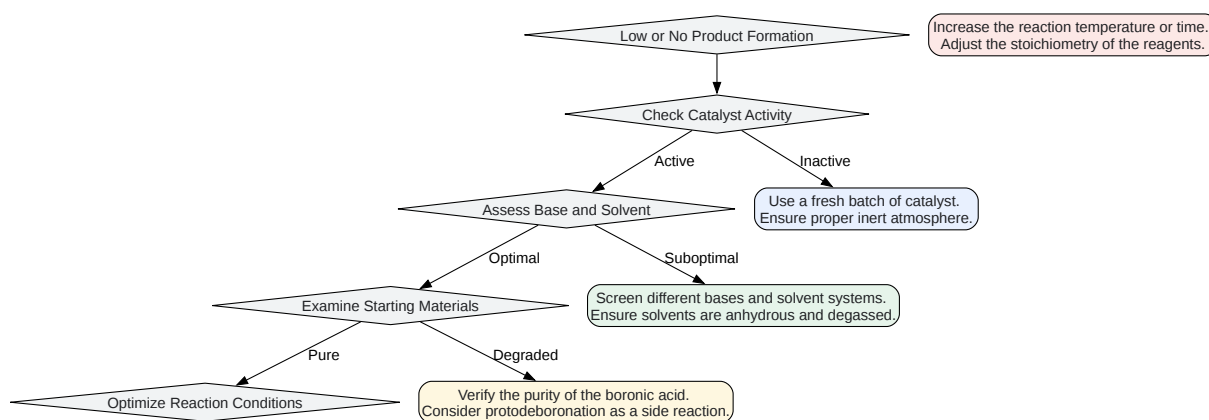 Low or No Product Formation
Increase the reaction temperature or time.
Adjust the stoichiometry of the reagents.
Check Catalyst Activity
Active
Inactive
Assess Base and Solvent
Use a fresh batch of catalyst.
Ensure proper inert atmosphere.
Optimal
Suboptimal
Examine Starting Materials
Screen different bases and solvent systems.
Ensure solvents are anhydrous and degassed.
Pure
Degraded
Optimize Reaction Conditions
Verify the purity of the boronic acid.
Consider protodeboronation as a side reaction.